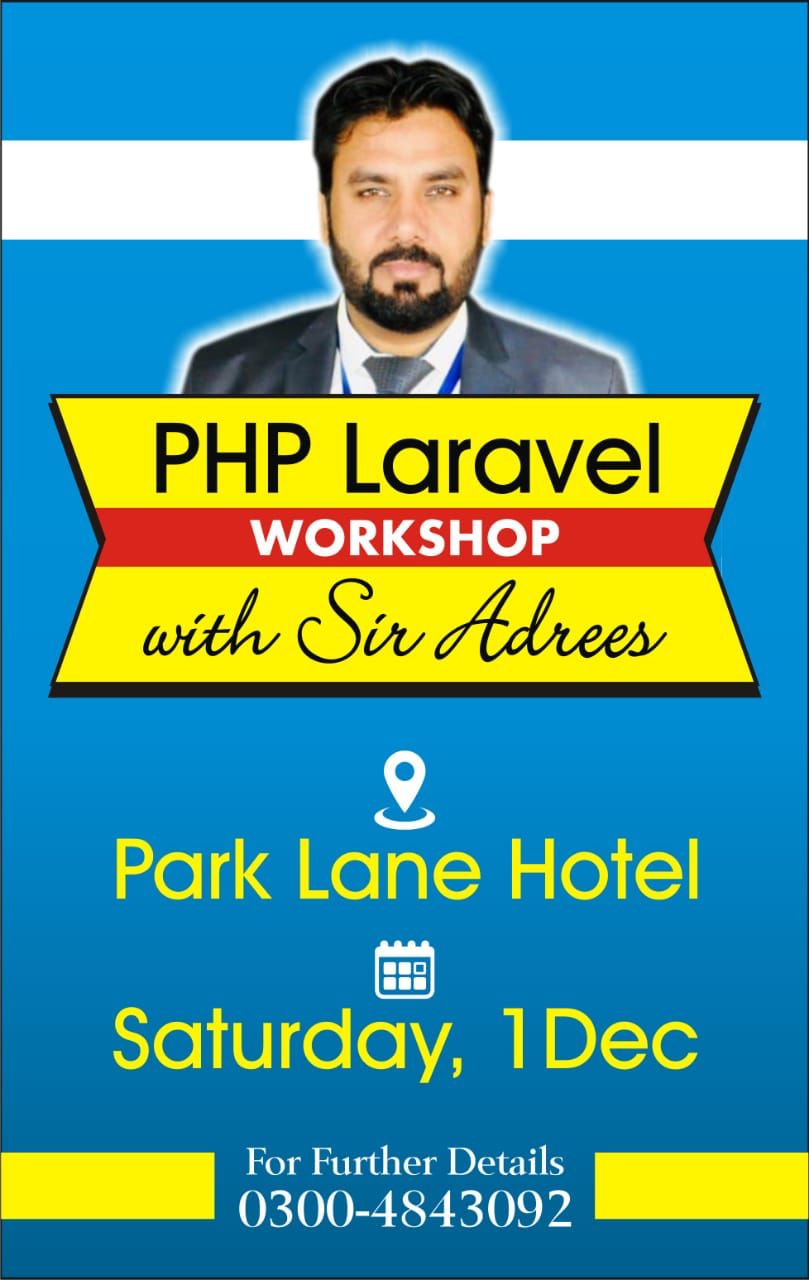 PHP Laravel
WORKSHOP
with Sir Adrees
Park Lane Hotel
Saturday, 1Dec
For Further Details
0300-4843092